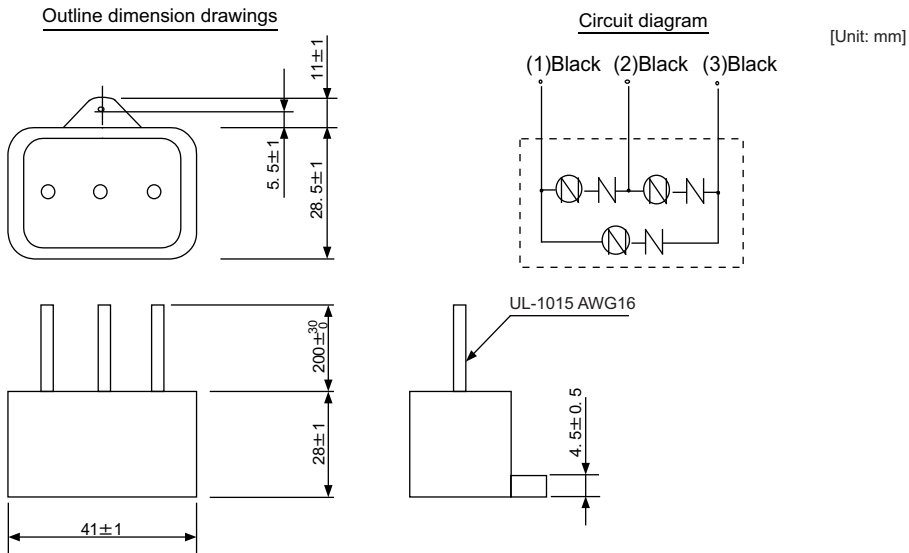 Outline dimension drawings
Circuit diagram
[Unit: mm]
11±1
(1)Black (2)Black (3)Black
5. 5±1
28. 5±1
UL-1015 AWG16
200±30 0
28±1
4. 5±0. 5
41±1